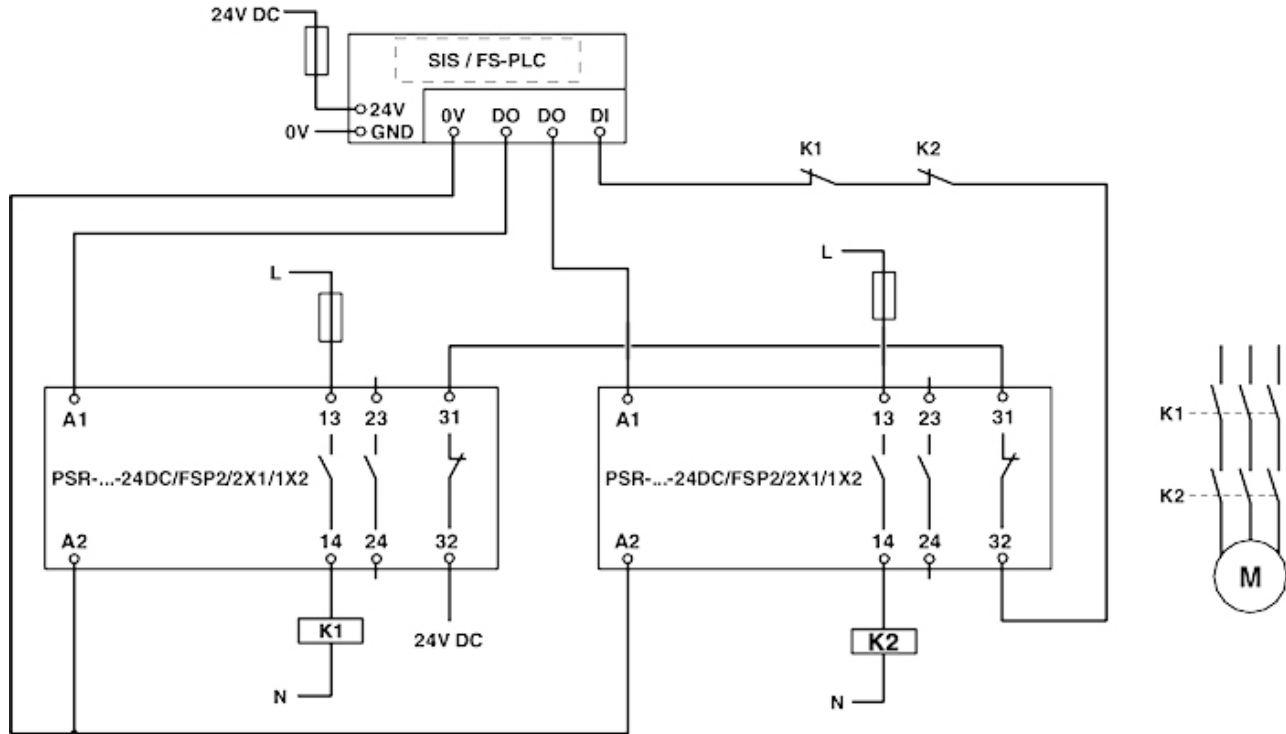 24V DC
SIS / FS-PLC
24V
0V
GND
0V DO DO DI
K1 K2
L
L
A1 13 23 31
A1 13 23 31
K1
PSR-...-24DC/FSP2/2X1/1X2
PSR-...-24DC/FSP2/2X1/1X2
K2
A2 14 24 32
A2 14 24 32
M
K1
24V DC
K2
N
N